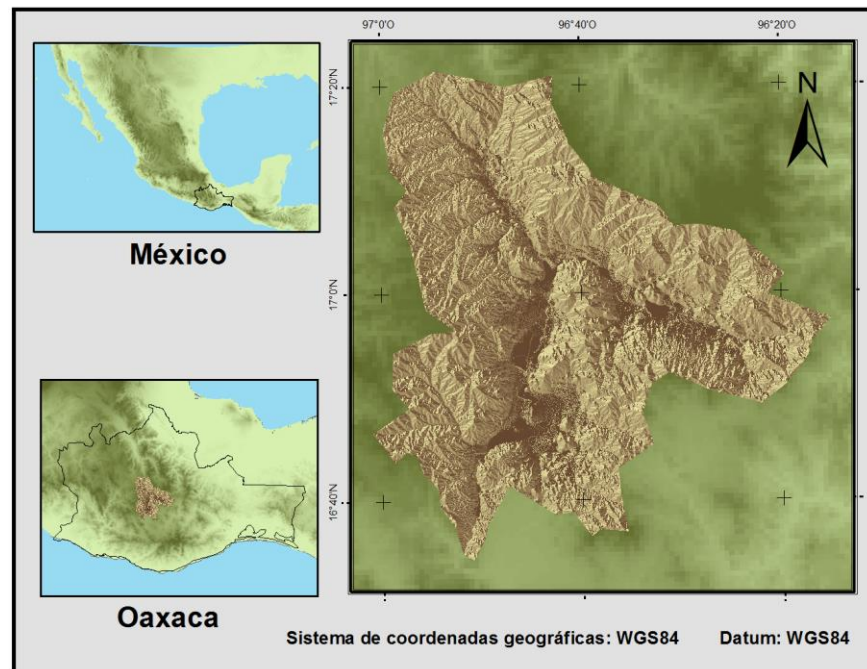 97°0'O 96°40'O 96°20'O
N
17°20'N
17°0'N
16°40'N
México
Oaxaca
Sistema de coordenadas geográficas: WGS84 Datum: WGS84